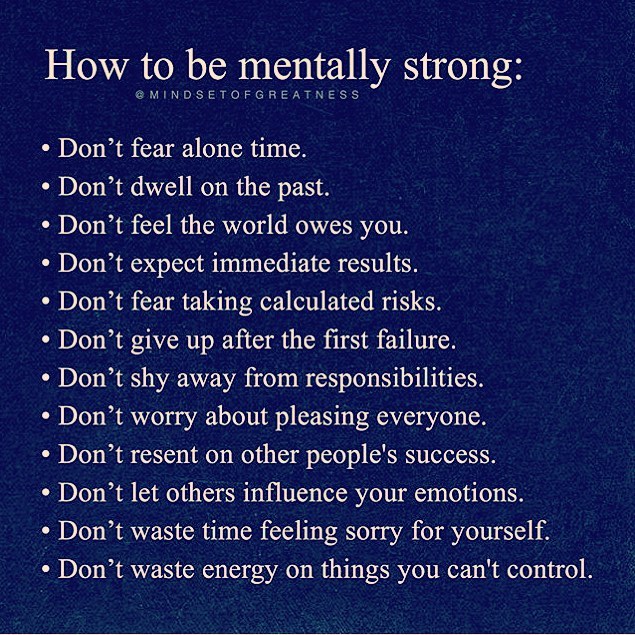 How to be mentally strong:
@MINDSETOFGREATNESS
• Don’t fear alone time.
• Don’t dwell on the past.
• Don’t feel the world owes you.
• Don’t expect immediate results.
• Don’t fear taking calculated risks.
• Don’t give up after the first failure.
• Don’t shy away from responsibilities.
• Don’t worry about pleasing everyone.
• Don’t resent on other people's success.
• Don’t let others influence your emotions.
• Don’t waste time feeling sorry for yourself.
• Don’t waste energy on things you can't control.